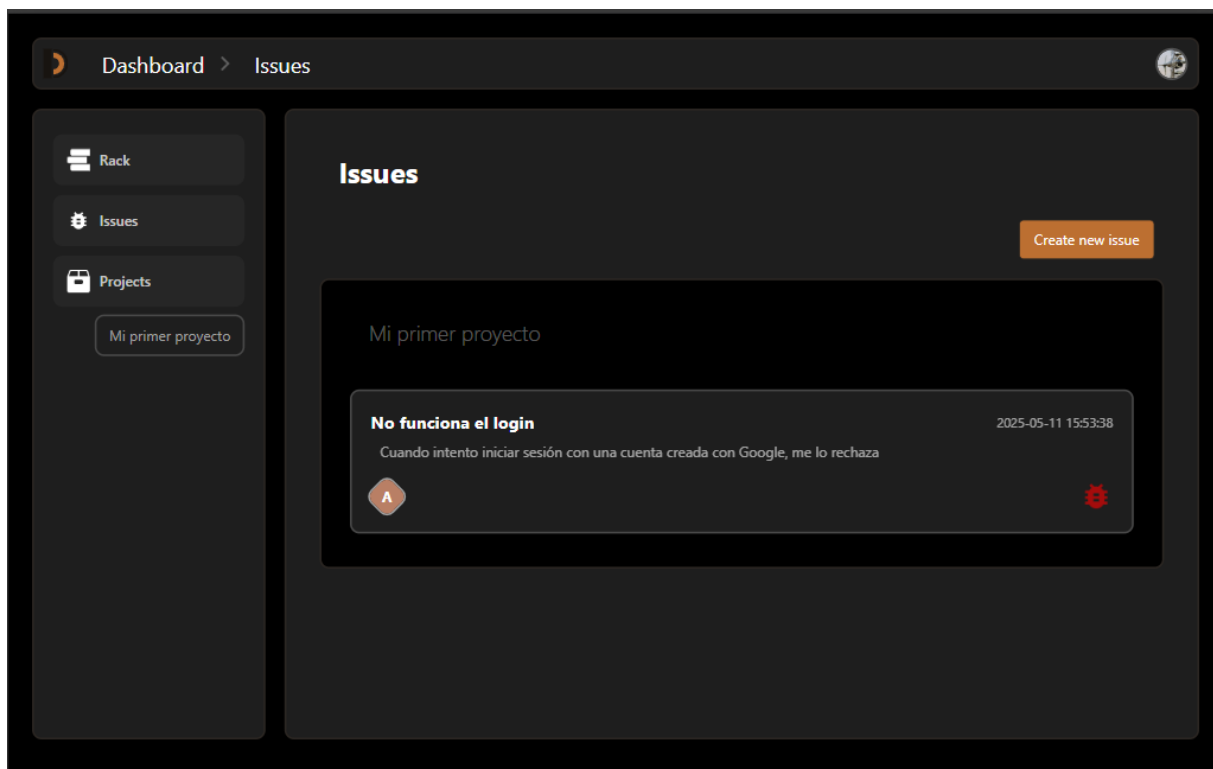 Dashboard > Issues
Rack
Issues
Projects
Mi primer proyecto
Issues
Create new issue
Mi primer proyecto
No funciona el login
2025-05-11 15:53:38
Cuando intento iniciar sesión con una cuenta creada con Google, me lo rechaza
A